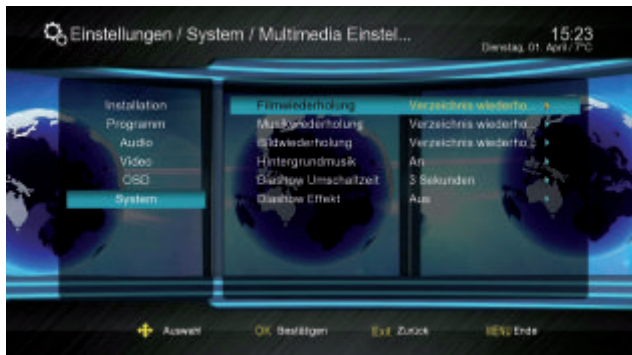 Einstellungen / System / Multimedia Einstel...
15:23
Dienstag, 01. April / 7°C
Installation
Programm
Audio
Video
OSD
System
Filmwiederholung Verzeichnis wiederho...
Musikwiederholung Verzeichnis wiederho...
Bildwiederholung Verzeichnis wiederho...
Hintergrundmusik An
Diashow Umschaltzeit 3 Sekunden
Diashow Effekt Aus
Auswahl OK Bestätigen Exit Zurück MENU Ende